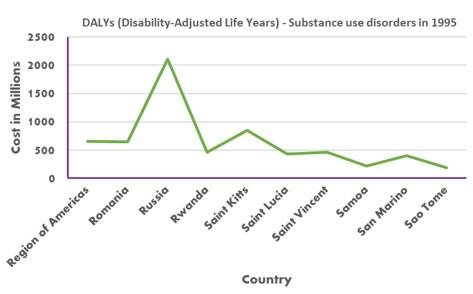 DALYs (Disability-Adjusted Life Years) - Substance use disorders in 1995
Cost in Millions
2500
2000
1500
1000
500
0
Region of Americas
Romania
Russia
Rwanda
Saint Kitts
Saint Lucia
Saint Vincent
Samoa
San Marino
Sao Tome
Country